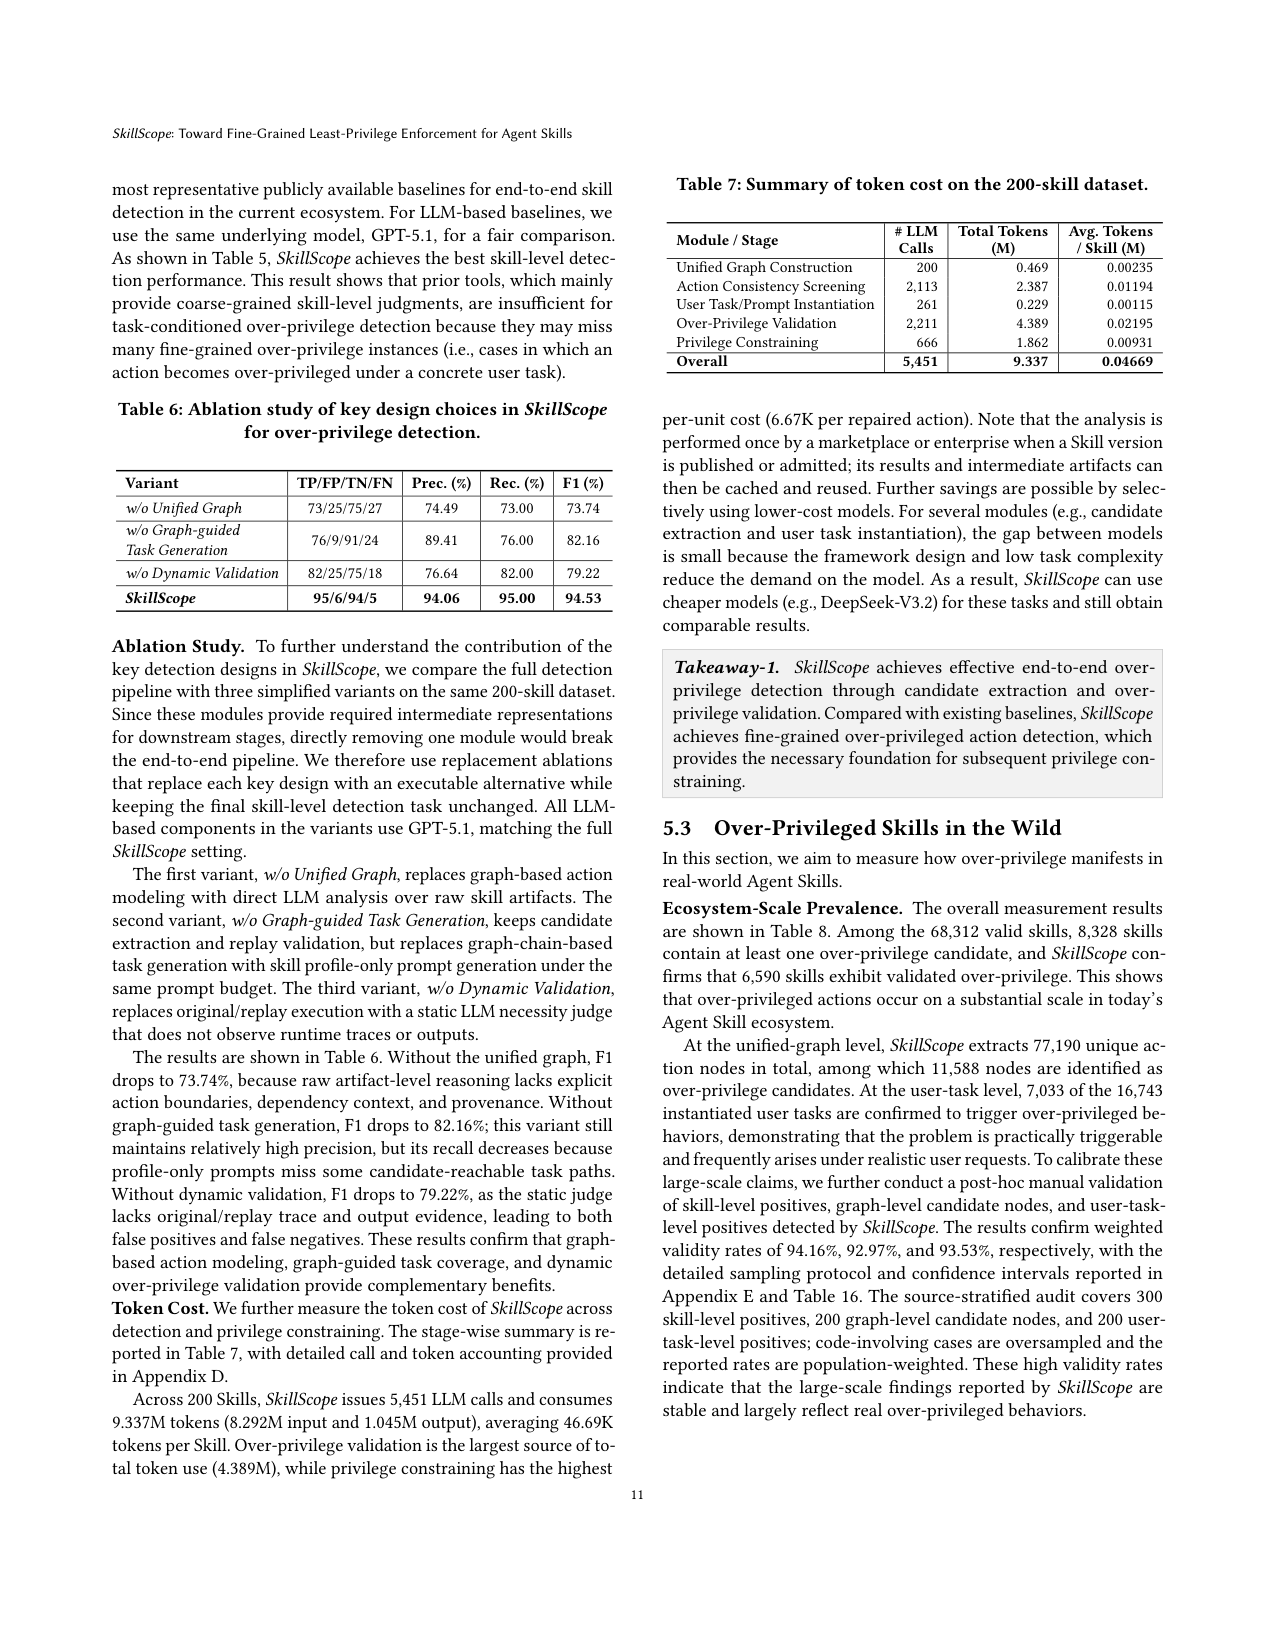 SkillScope: Toward Fine-Grained Least-Privilege Enforcement for Agent Skills
most representative publicly available baselines for end-to-end skill
detection in the current ecosystem. For LLM-based baselines, we
use the same underlying model, GPT-5.1, for a fair comparison.
As shown in Table 5, SkillScope achieves the best skill-level detec-
tion performance. This result shows that prior tools, which mainly
provide coarse-grained skill-level judgments, are insufficient for
task-conditioned over-privilege detection because they may miss
many fine-grained over-privilege instances (i.e., cases in which an
action becomes over-privileged under a concrete user task).
Table 6: Ablation study of key design choices in SkillScope
for over-privilege detection.
Variant TP/FP/TN/FN Prec. (%) Rec. (%) F1 (%)
w/o Unified Graph 73/25/75/27 74.49 73.00 73.74
w/o Graph-guided
Task Generation 76/9/91/24 89.41 76.00 82.16
w/o Dynamic Validation 82/25/75/18 76.64 82.00 79.22
SkillScope 95/6/94/5 94.06 95.00 94.53
Ablation Study. To further understand the contribution of the
key detection designs in SkillScope, we compare the full detection
pipeline with three simplified variants on the same 200-skill dataset.
Since these modules provide required intermediate representations
for downstream stages, directly removing one module would break
the end-to-end pipeline. We therefore use replacement ablations
that replace each key design with an executable alternative while
keeping the final skill-level detection task unchanged. All LLM-
based components in the variants use GPT-5.1, matching the full
SkillScope setting.
The first variant, w/o Unified Graph, replaces graph-based action
modeling with direct LLM analysis over raw skill artifacts. The
second variant, w/o Graph-guided Task Generation, keeps candidate
extraction and replay validation, but replaces graph-chain-based
task generation with skill profile-only prompt generation under the
same prompt budget. The third variant, w/o Dynamic Validation,
replaces original/replay execution with a static LLM necessity judge
that does not observe runtime traces or outputs.
The results are shown in Table 6. Without the unified graph, F1
drops to 73.74%, because raw artifact-level reasoning lacks explicit
action boundaries, dependency context, and provenance. Without
graph-guided task generation, F1 drops to 82.16%; this variant still
maintains relatively high precision, but its recall decreases because
profile-only prompts miss some candidate-reachable task paths.
Without dynamic validation, F1 drops to 79.22%, as the static judge
lacks original/replay trace and output evidence, leading to both
false positives and false negatives. These results confirm that graph-
based action modeling, graph-guided task coverage, and dynamic
over-privilege validation provide complementary benefits.
Token Cost. We further measure the token cost of SkillScope across
detection and privilege constraining. The stage-wise summary is re-
ported in Table 7, with detailed call and token accounting provided
in Appendix D.
Across 200 Skills, SkillScope issues 5,451 LLM calls and consumes
9.337M tokens (8.292M input and 1.045M output), averaging 46.69K
tokens per Skill. Over-privilege validation is the largest source of to-
tal token use (4.389M), while privilege constraining has the highest
Table 7: Summary of token cost on the 200-skill dataset.
Module / Stage # LLM Calls Total Tokens (M) Avg. Tokens / Skill (M)
Unified Graph Construction 200 0.469 0.00235
Action Consistency Screening 2,113 2.387 0.01194
User Task/Prompt Instantiation 261 0.229 0.00115
Over-Privilege Validation 2,211 4.389 0.02195
Privilege Constraining 666 1.862 0.00931
Overall 5,451 9.337 0.04669
per-unit cost (6.67K per repaired action). Note that the analysis is
performed once by a marketplace or enterprise when a Skill version
is published or admitted; its results and intermediate artifacts can
then be cached and reused. Further savings are possible by selec-
tively using lower-cost models. For several modules (e.g., candidate
extraction and user task instantiation), the gap between models
is small because the framework design and low task complexity
reduce the demand on the model. As a result, SkillScope can use
cheaper models (e.g., DeepSeek-V3.2) for these tasks and still obtain
comparable results.
Takeaway-1. SkillScope achieves effective end-to-end over-
privilege detection through candidate extraction and over-
privilege validation. Compared with existing baselines, SkillScope
achieves fine-grained over-privileged action detection, which
provides the necessary foundation for subsequent privilege con-
straining.
5.3 Over-Privileged Skills in the Wild
In this section, we aim to measure how over-privilege manifests in
real-world Agent Skills.
Ecosystem-Scale Prevalence. The overall measurement results
are shown in Table 8. Among the 68,312 valid skills, 8,328 skills
contain at least one over-privilege candidate, and SkillScope con-
firms that 6,590 skills exhibit validated over-privilege. This shows
that over-privileged actions occur on a substantial scale in today's
Agent Skill ecosystem.
At the unified-graph level, SkillScope extracts 77,190 unique ac-
tion nodes in total, among which 11,588 nodes are identified as
over-privilege candidates. At the user-task level, 7,033 of the 16,743
instantiated user tasks are confirmed to trigger over-privileged be-
haviors, demonstrating that the problem is practically triggerable
and frequently arises under realistic user requests. To calibrate these
large-scale claims, we further conduct a post-hoc manual validation
of skill-level positives, graph-level candidate nodes, and user-task-
level positives detected by SkillScope. The results confirm weighted
validity rates of 94.16%, 92.97%, and 93.53%, respectively, with the
detailed sampling protocol and confidence intervals reported in
Appendix E and Table 16. The source-stratified audit covers 300
skill-level positives, 200 graph-level candidate nodes, and 200 user-
task-level positives; code-involving cases are oversampled and the
reported rates are population-weighted. These high validity rates
indicate that the large-scale findings reported by SkillScope are
stable and largely reflect real over-privileged behaviors.
11